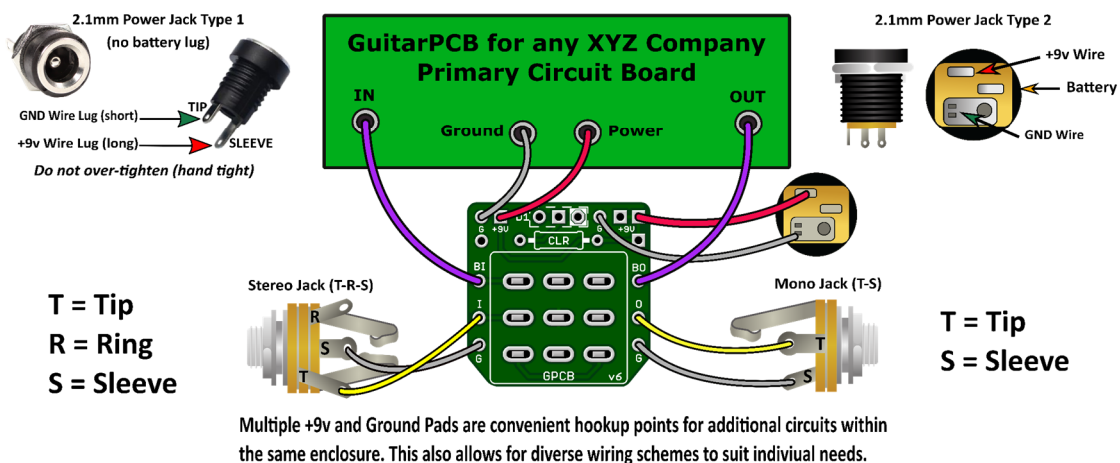 2.1mm Power Jack Type 1
(no battery lug)
TIP
GND Wire Lug (short)
+9v Wire Lug (long)
SLEEVE
Do not over-tighten (hand tight)
GuitarPCB for any XYZ Company
Primary Circuit Board
IN
OUT
Ground
Power
2.1mm Power Jack Type 2
+9v Wire
Battery
GND Wire
G
+9V
D1
G
+9V
CLR
BI
BO
I
O
G
G
GPCB
v6
Stereo Jack (T-R-S)
R
S
T
T = Tip
R = Ring
S = Sleeve
Mono Jack (T-S)
T
S
T = Tip
S = Sleeve
Multiple +9v and Ground Pads are convenient hookup points for additional circuits within
the same enclosure. This also allows for diverse wiring schemes to suit indiviual needs.